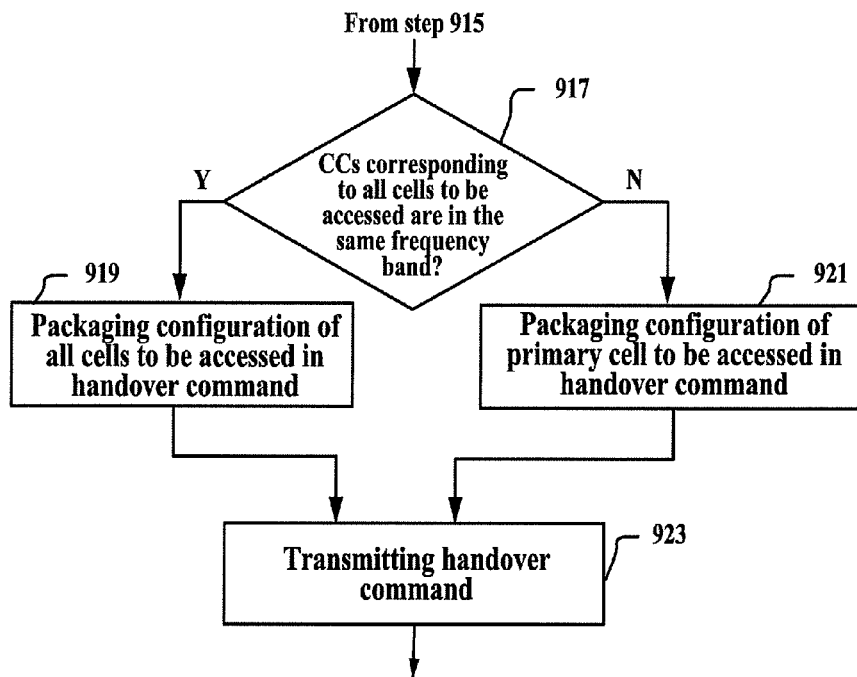 From step 915
917
CCs corresponding
to all cells to be
accessed are in the
same frequency
band?
Y
N
919
921
Packaging configuration of
all cells to be accessed in
handover command
Packaging configuration of
primary cell to be accessed in
handover command
923
Transmitting handover
command